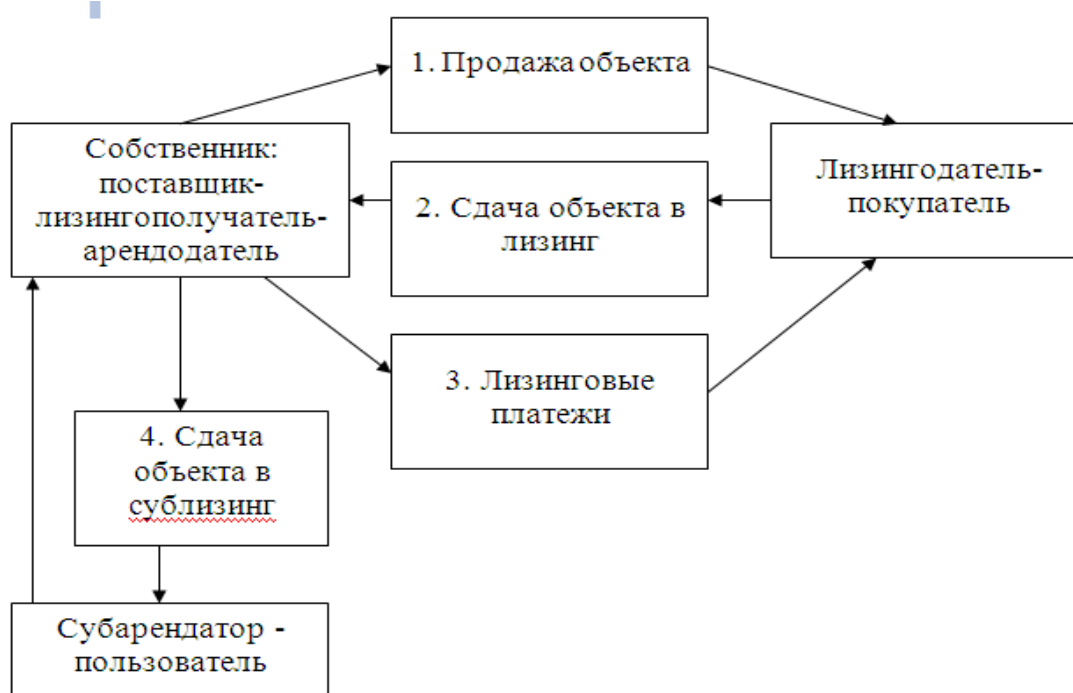 1. Продажа объекта
Собственник:
поставщик-
лизингополучатель-
арендодатель
2. Сдача объекта в
лизинг
Лизингодатель-
покупатель
3. Лизинговые
платежи
4. Сдача
объекта в
сублизинг
Субарендатор -
пользователь